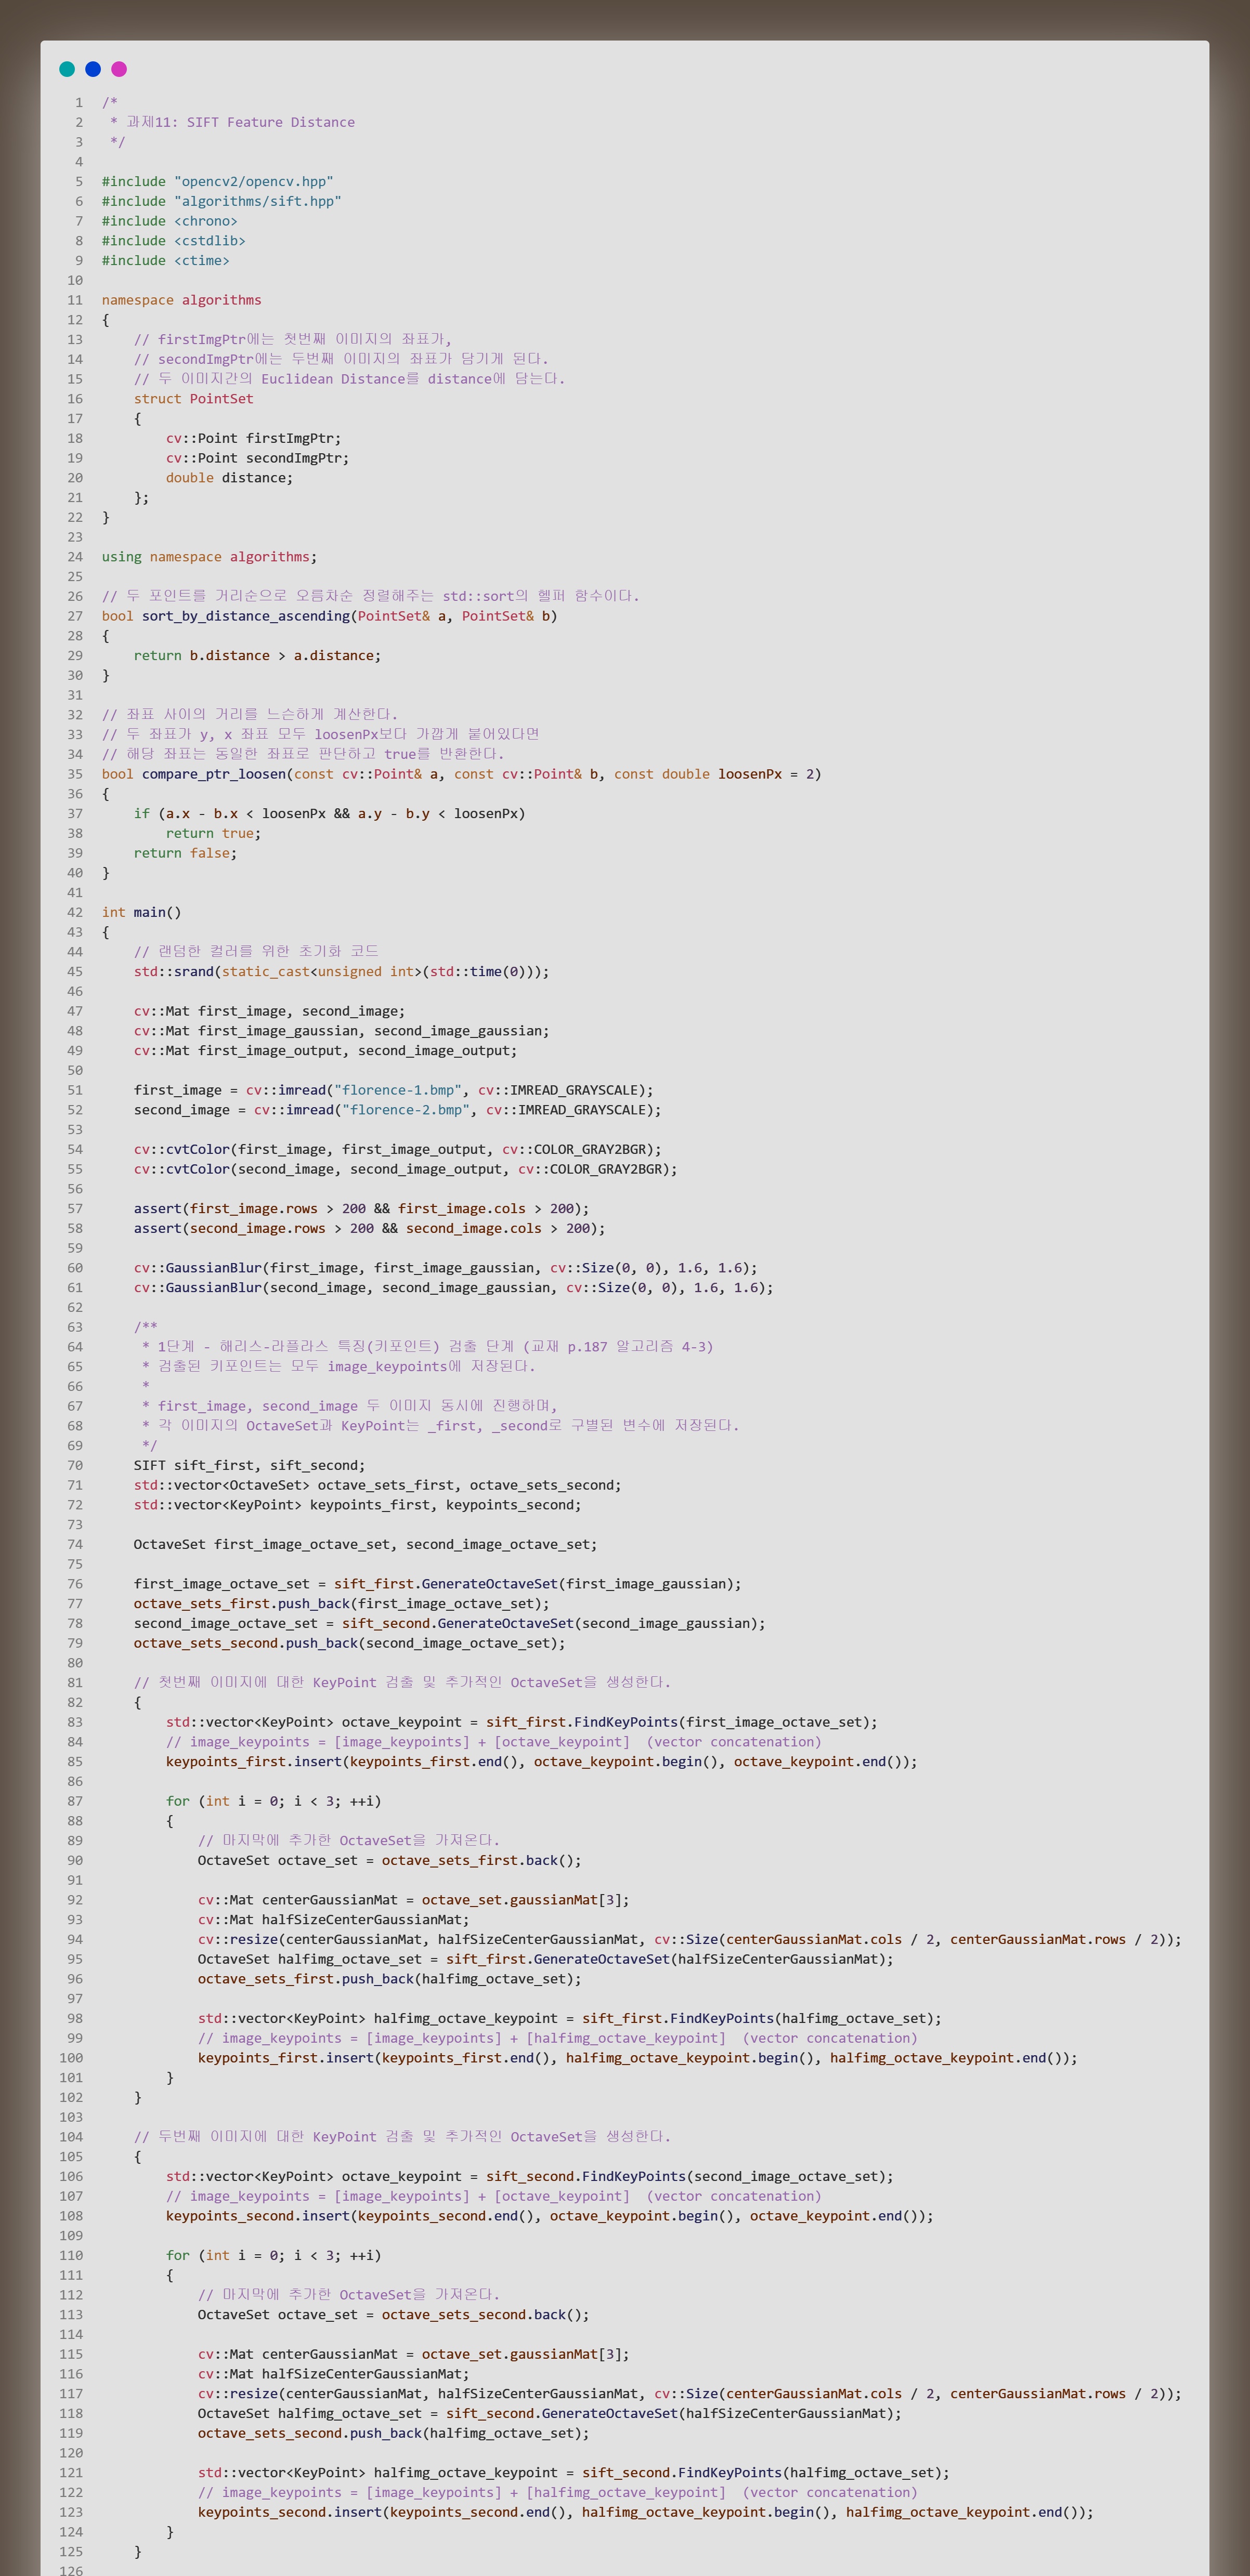 1 /*
2  * 과제11: SIFT Feature Distance
3  */
4
5 #include "opencv2/opencv.hpp"
6 #include "algorithms/sift.hpp"
7 #include <chrono>
8 #include <cstdlib>
9 #include <ctime>
10
11 namespace algorithms
12 {
13     // firstImgPtr에는 첫번째 이미지의 좌표가,
14     // secondImgPtr에는 두번째 이미지의 좌표가 담기게 된다.
15     // 두 이미지간의 Euclidean Distance를 distance에 담는다.
16     struct PointSet
17     {
18         cv::Point firstImgPtr;
19         cv::Point secondImgPtr;
20         double distance;
21     };
22 }
23
24 using namespace algorithms;
25
26 // 두 포인트를 거리순으로 오름차순 정렬해주는 std::sort의 헬퍼 함수이다.
27 bool sort_by_distance_ascending(PointSet& a, PointSet& b)
28 {
29     return b.distance > a.distance;
30 }
31
32 // 좌표 사이의 거리를 느슨하게 계산한다.
33 // 두 좌표가 y, x 좌표 모두 loosenPx보다 가깝게 붙어있다면
34 // 해당 좌표는 동일한 좌표로 판단하고 true를 반환한다.
35 bool compare_ptr_loosen(const cv::Point& a, const cv::Point& b, const double loosenPx = 2)
36 {
37     if (a.x - b.x < loosenPx && a.y - b.y < loosenPx)
38         return true;
39     return false;
40 }
41
42 int main()
43 {
44     // 랜덤한 컬러를 위한 초기화 코드
45     std::srand(static_cast<unsigned int>(std::time(0)));
46
47     cv::Mat first_image, second_image;
48     cv::Mat first_image_gaussian, second_image_gaussian;
49     cv::Mat first_image_output, second_image_output;
50
51     first_image = cv::imread("florence-1.bmp", cv::IMREAD_GRAYSCALE);
52     second_image = cv::imread("florence-2.bmp", cv::IMREAD_GRAYSCALE);
53
54     cv::cvtColor(first_image, first_image_output, cv::COLOR_GRAY2BGR);
55     cv::cvtColor(second_image, second_image_output, cv::COLOR_GRAY2BGR);
56
57     assert(first_image.rows > 200 && first_image.cols > 200);
58     assert(second_image.rows > 200 && second_image.cols > 200);
59
60     cv::GaussianBlur(first_image, first_image_gaussian, cv::Size(0, 0), 1.6, 1.6);
61     cv::GaussianBlur(second_image, second_image_gaussian, cv::Size(0, 0), 1.6, 1.6);
62
63     /**
64      * 1단계 - 해리스-라플라스 특징(키포인트) 검출 단계 (교재 p.187 알고리즘 4-3)
65      * 검출된 키포인트는 모두 image_keypoints에 저장된다.
66      *
67      * first_image, second_image 두 이미지 동시에 진행하며,
68      * 각 이미지의 OctaveSet과 KeyPoint는 _first, _second로 구별된 변수에 저장된다.
69      */
70     SIFT sift_first, sift_second;
71     std::vector<OctaveSet> octave_sets_first, octave_sets_second;
72     std::vector<KeyPoint> keypoints_first, keypoints_second;
73
74     OctaveSet first_image_octave_set, second_image_octave_set;
75
76     first_image_octave_set = sift_first.GenerateOctaveSet(first_image_gaussian);
77     octave_sets_first.push_back(first_image_octave_set);
78     second_image_octave_set = sift_second.GenerateOctaveSet(second_image_gaussian);
79     octave_sets_second.push_back(second_image_octave_set);
80
81     // 첫번째 이미지에 대한 KeyPoint 검출 및 추가적인 OctaveSet을 생성한다.
82     {
83         std::vector<KeyPoint> octave_keypoint = sift_first.FindKeyPoints(first_image_octave_set);
84         // image_keypoints = [image_keypoints] + [octave_keypoint]  (vector concatenation)
85         keypoints_first.insert(keypoints_first.end(), octave_keypoint.begin(), octave_keypoint.end());
86
87         for (int i = 0; i < 3; ++i)
88         {
89             // 마지막에 추가한 OctaveSet을 가져온다.
90             OctaveSet octave_set = octave_sets_first.back();
91
92             cv::Mat centerGaussianMat = octave_set.gaussianMat[3];
93             cv::Mat halfSizeCenterGaussianMat;
94             cv::resize(centerGaussianMat, halfSizeCenterGaussianMat, cv::Size(centerGaussianMat.cols / 2, centerGaussianMat.rows / 2));
95             OctaveSet halfimg_octave_set = sift_first.GenerateOctaveSet(halfSizeCenterGaussianMat);
96             octave_sets_first.push_back(halfimg_octave_set);
97
98             std::vector<KeyPoint> halfimg_octave_keypoint = sift_first.FindKeyPoints(halfimg_octave_set);
99             // image_keypoints = [image_keypoints] + [halfimg_octave_keypoint]  (vector concatenation)
100             keypoints_first.insert(keypoints_first.end(), halfimg_octave_keypoint.begin(), halfimg_octave_keypoint.end());
101         }
102     }
103
104     // 두번째 이미지에 대한 KeyPoint 검출 및 추가적인 OctaveSet을 생성한다.
105     {
106         std::vector<KeyPoint> octave_keypoint = sift_second.FindKeyPoints(second_image_octave_set);
107         // image_keypoints = [image_keypoints] + [octave_keypoint]  (vector concatenation)
108         keypoints_second.insert(keypoints_second.end(), octave_keypoint.begin(), octave_keypoint.end());
109
110         for (int i = 0; i < 3; ++i)
111         {
112             // 마지막에 추가한 OctaveSet을 가져온다.
113             OctaveSet octave_set = octave_sets_second.back();
114
115             cv::Mat centerGaussianMat = octave_set.gaussianMat[3];
116             cv::Mat halfSizeCenterGaussianMat;
117             cv::resize(centerGaussianMat, halfSizeCenterGaussianMat, cv::Size(centerGaussianMat.cols / 2, centerGaussianMat.rows / 2));
118             OctaveSet halfimg_octave_set = sift_second.GenerateOctaveSet(halfSizeCenterGaussianMat);
119             octave_sets_second.push_back(halfimg_octave_set);
120
121             std::vector<KeyPoint> halfimg_octave_keypoint = sift_second.FindKeyPoints(halfimg_octave_set);
122             // image_keypoints = [image_keypoints] + [halfimg_octave_keypoint]  (vector concatenation)
123             keypoints_second.insert(keypoints_second.end(), halfimg_octave_keypoint.begin(), halfimg_octave_keypoint.end());
124         }
125     }
126